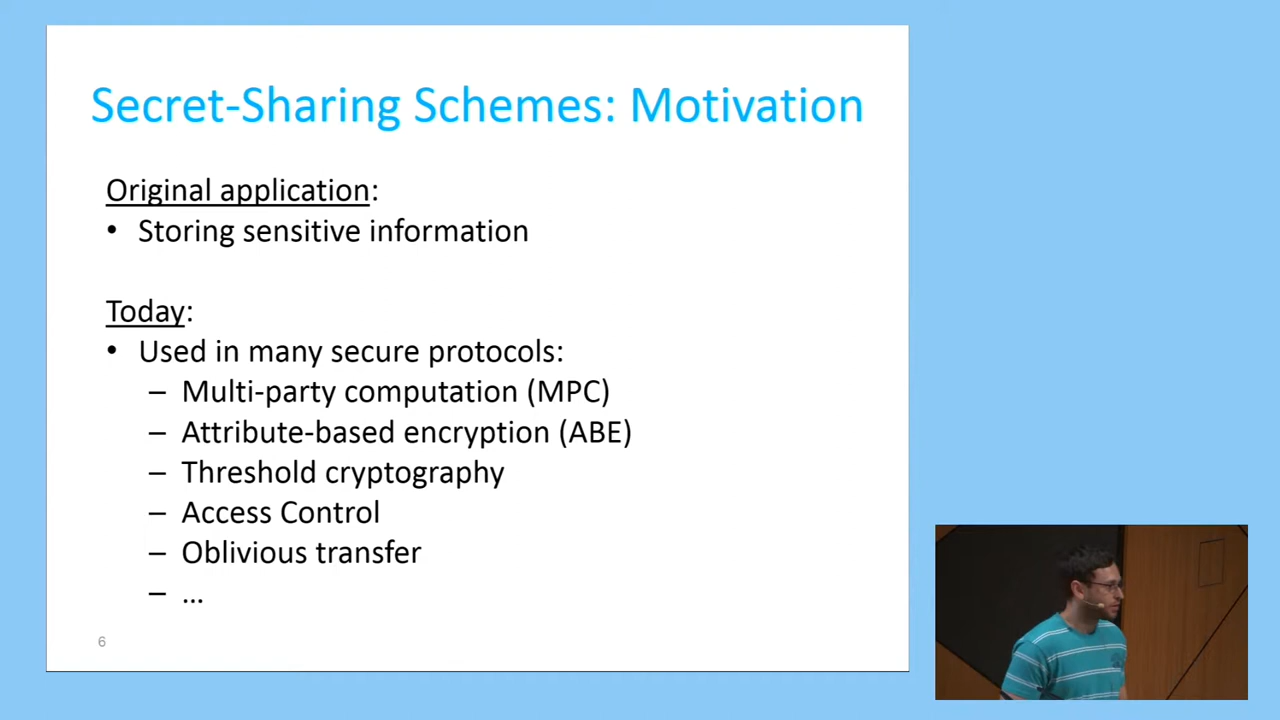 Secret-Sharing Schemes: Motivation
Original application:
• Storing sensitive information
Today:
• Used in many secure protocols:
– Multi-party computation (MPC)
– Attribute-based encryption (ABE)
– Threshold cryptography
– Access Control
– Oblivious transfer
– ...
6